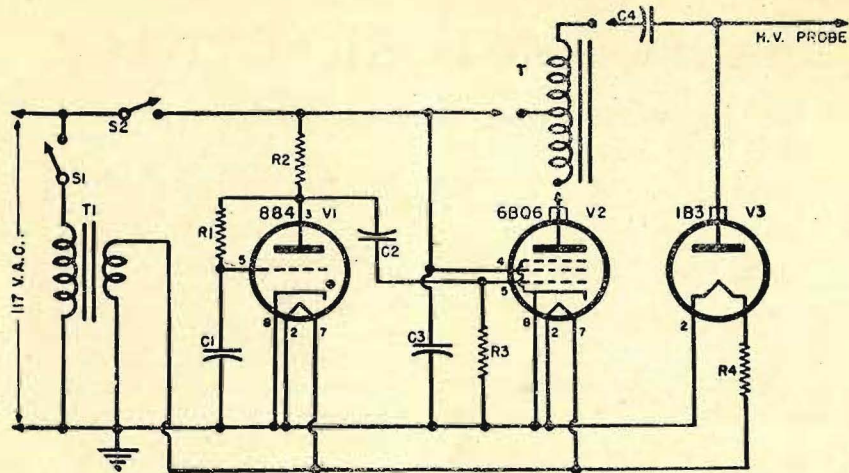 C4
H.V. PROBE
T
S2
R2
S1
884 3 V1
6BQ6 V2
1B3 V3
T1
R1
5
C2
4
5
117 V.A.C.
C1
8 2 7
C3
R3
8 2 7
2
R4